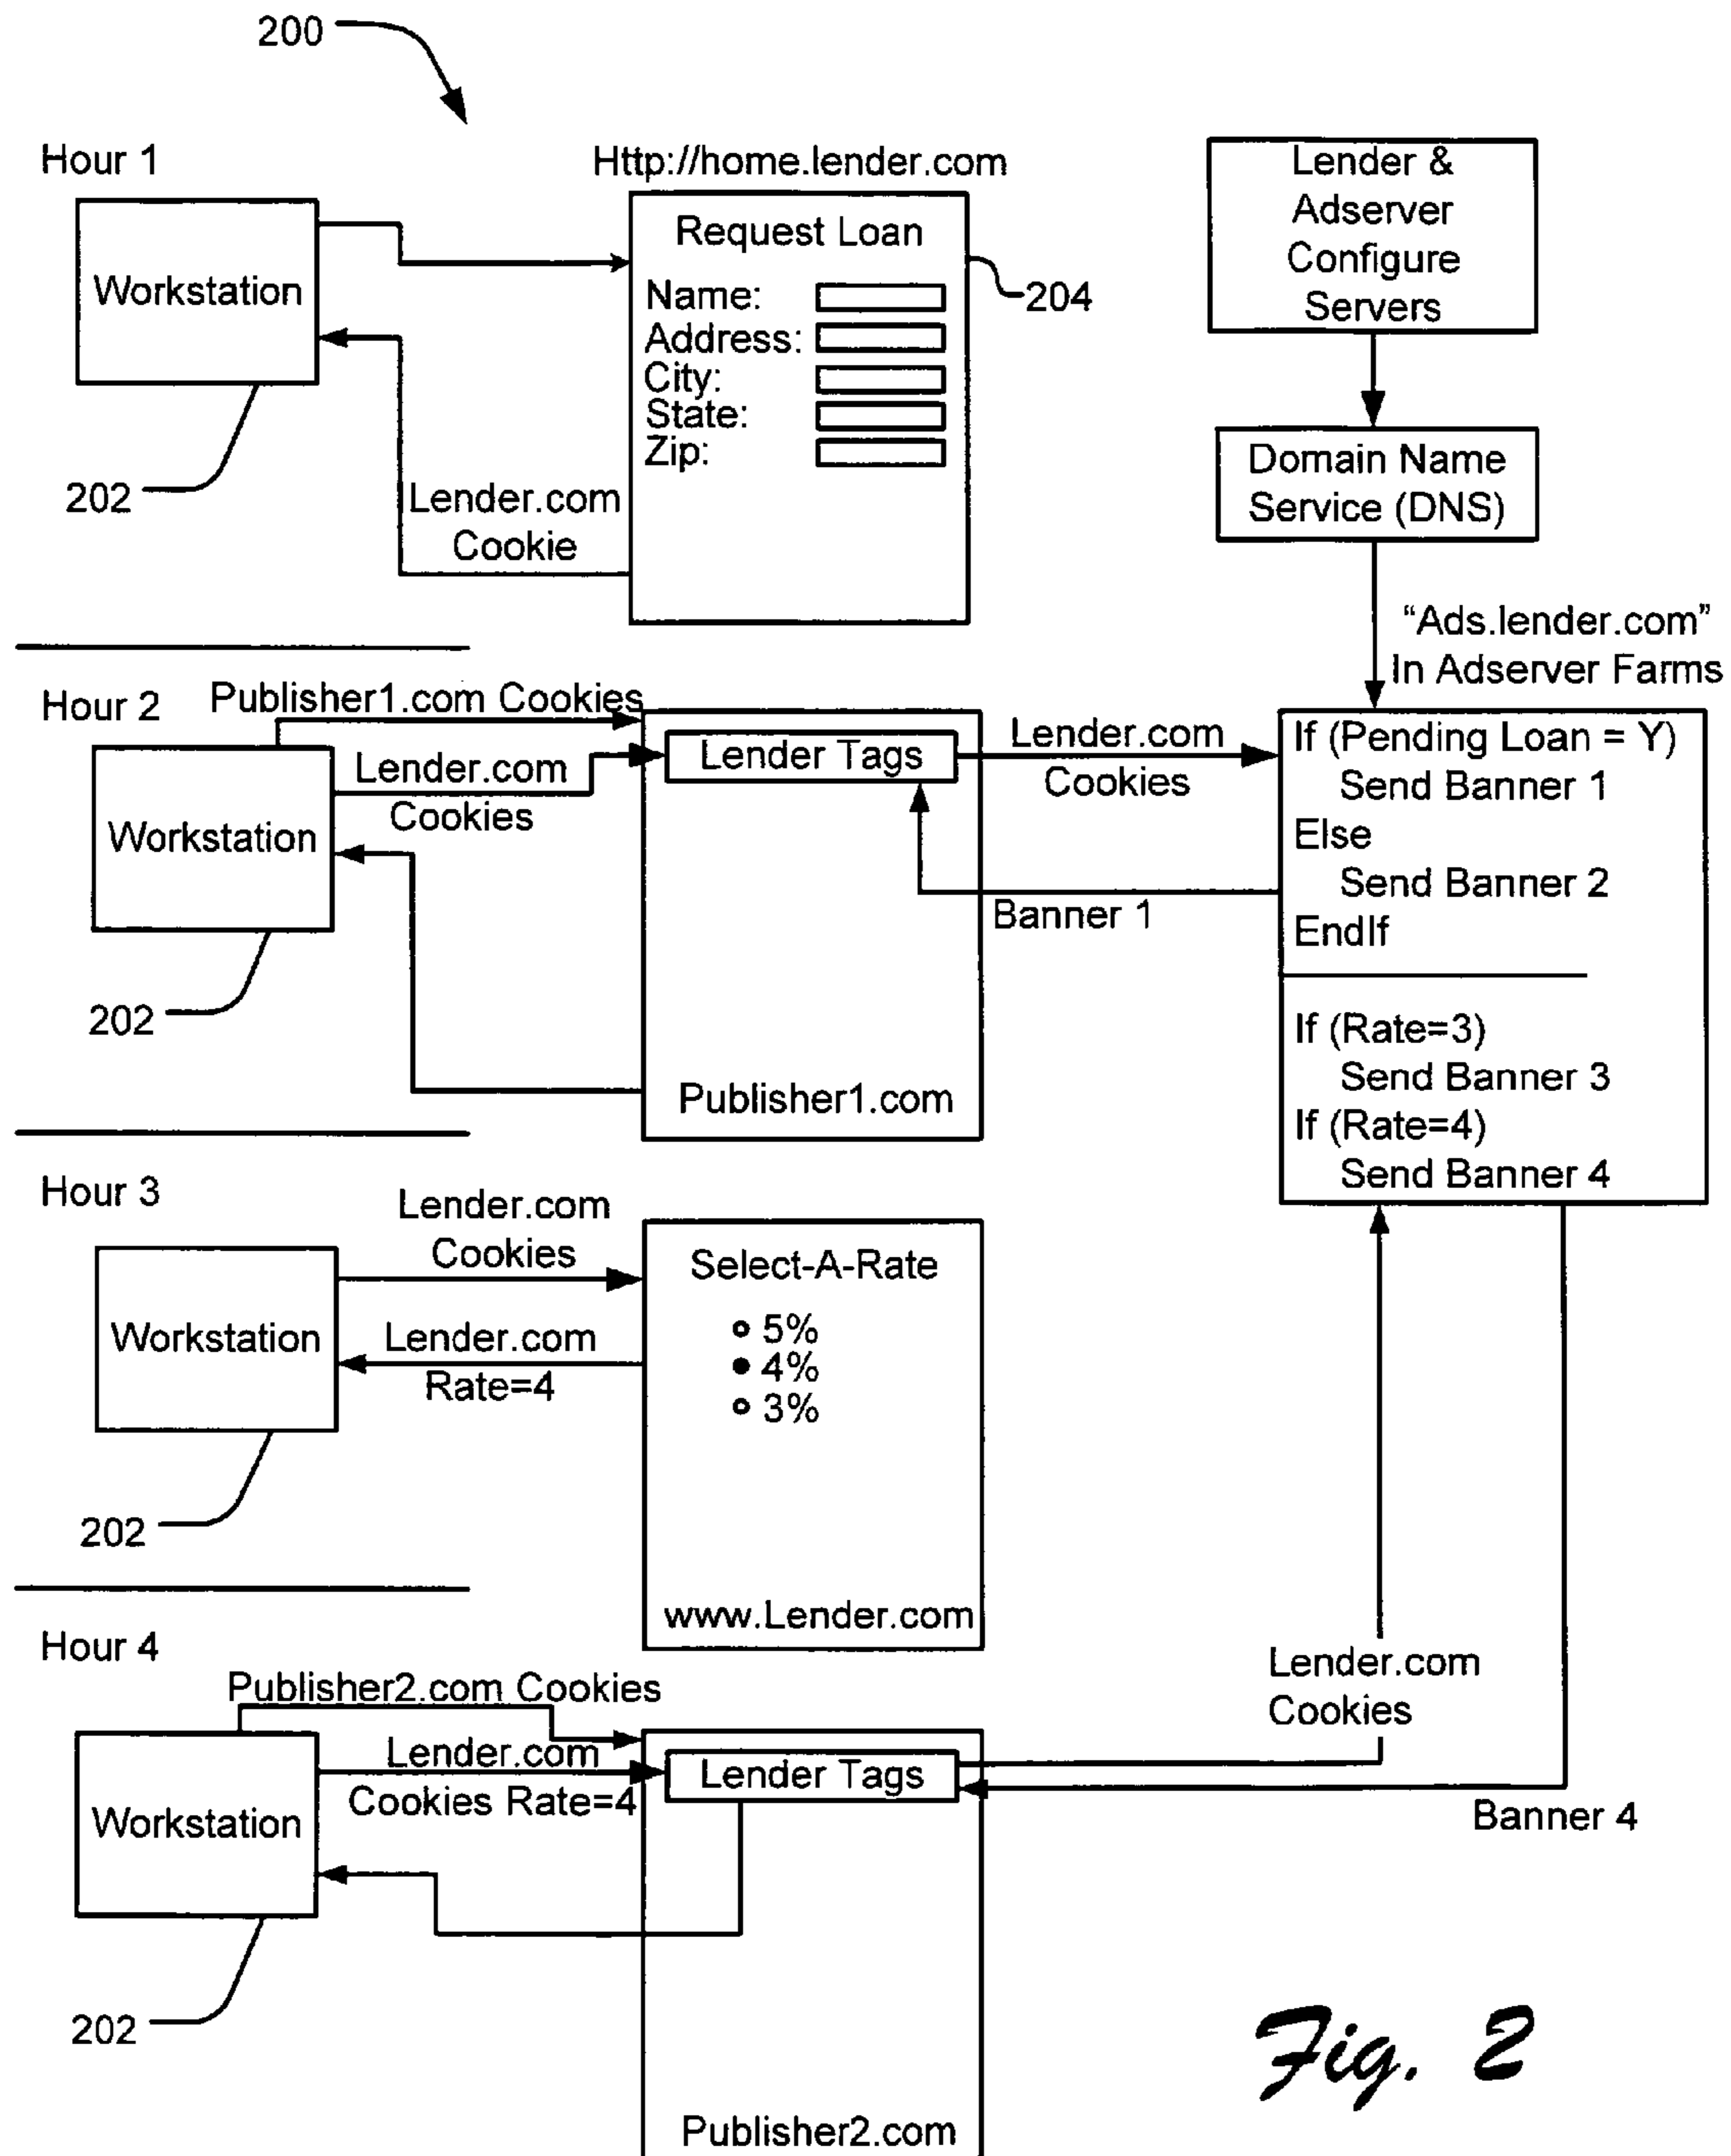 200
Hour 1
Http://home.lender.com
Workstation
202
Request Loan
Name:
Address:
City:
State:
Zip:
204
Lender.com
Cookie
Lender &
Adserver
Configure
Servers
Domain Name
Service (DNS)
"Ads.lender.com"
In Adserver Farms
Hour 2
Publisher1.com Cookies
Lender.com
Cookies
Workstation
202
Lender Tags
Publisher1.com
Lender.com
Cookies
Banner 1
If (Pending Loan = Y)
Send Banner 1
Else
Send Banner 2
EndIf
If (Rate=3)
Send Banner 3
If (Rate=4)
Send Banner 4
Hour 3
Lender.com
Cookies
Workstation
Lender.com
Rate=4
202
Select-A-Rate
5%
4%
3%
www.Lender.com
Hour 4
Publisher2.com Cookies
Lender.com
Cookies Rate=4
Workstation
202
Lender Tags
Publisher2.com
Lender.com
Cookies
Banner 4
Fig. 2